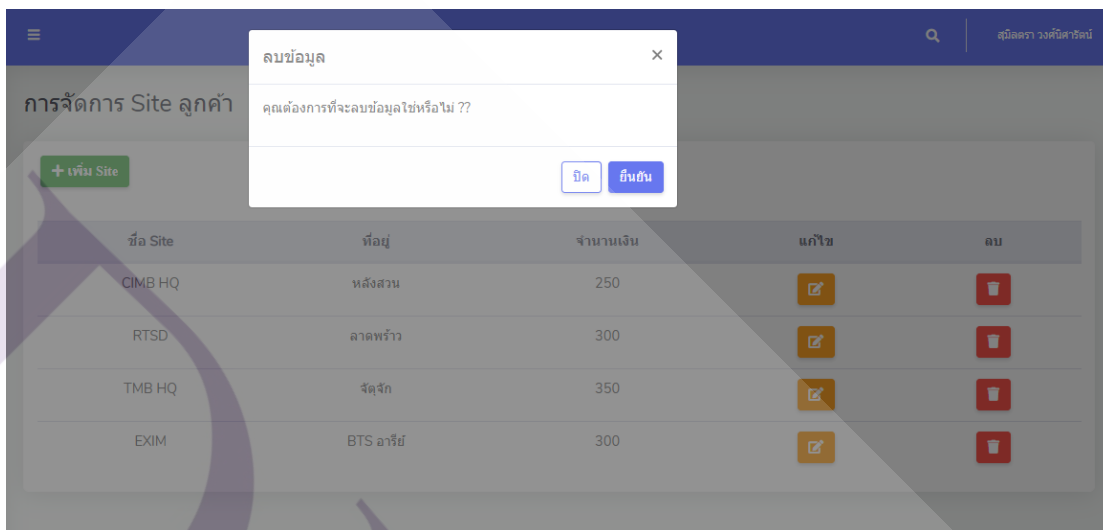 สุมิลตรา วงศ์นิศารัตน์
ลบข้อมูล
คุณต้องการที่จะลบข้อมูลใช่หรือไม่ ??
ปิด ยืนยัน
การจัดการ Site ลูกค้า
+ เพิ่ม Site
ชื่อ Site ที่อยู่ จำนวนเงิน แก้ไข ลบ
CIMB HQ หลังสวน 250
RTSD ลาดพร้าว 300
TMB HQ จัตุจัก 350
EXIM BTS อารีย์ 300